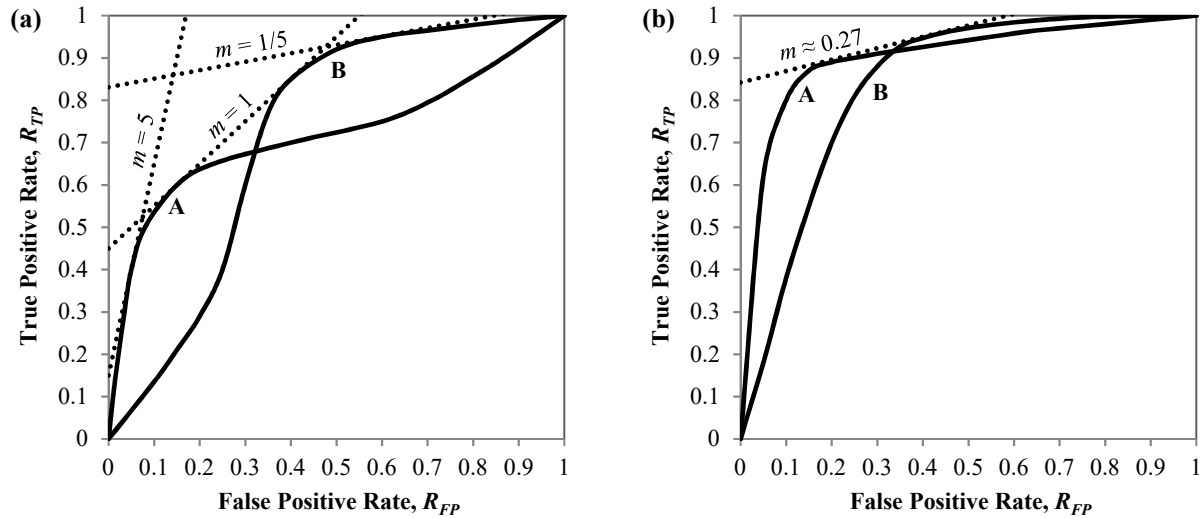 (a)
True Positive Rate, R_TP
1
0.9
0.8
0.7
0.6
0.5
0.4
0.3
0.2
0.1
0
m = 1/5
m = 5
m = 1
A
B
0 0.1 0.2 0.3 0.4 0.5 0.6 0.7 0.8 0.9 1
False Positive Rate, R_FP
(b)
True Positive Rate, R_TP
1
0.9
0.8
0.7
0.6
0.5
0.4
0.3
0.2
0.1
0
m ≈ 0.27
A
B
0 0.1 0.2 0.3 0.4 0.5 0.6 0.7 0.8 0.9 1
False Positive Rate, R_FP